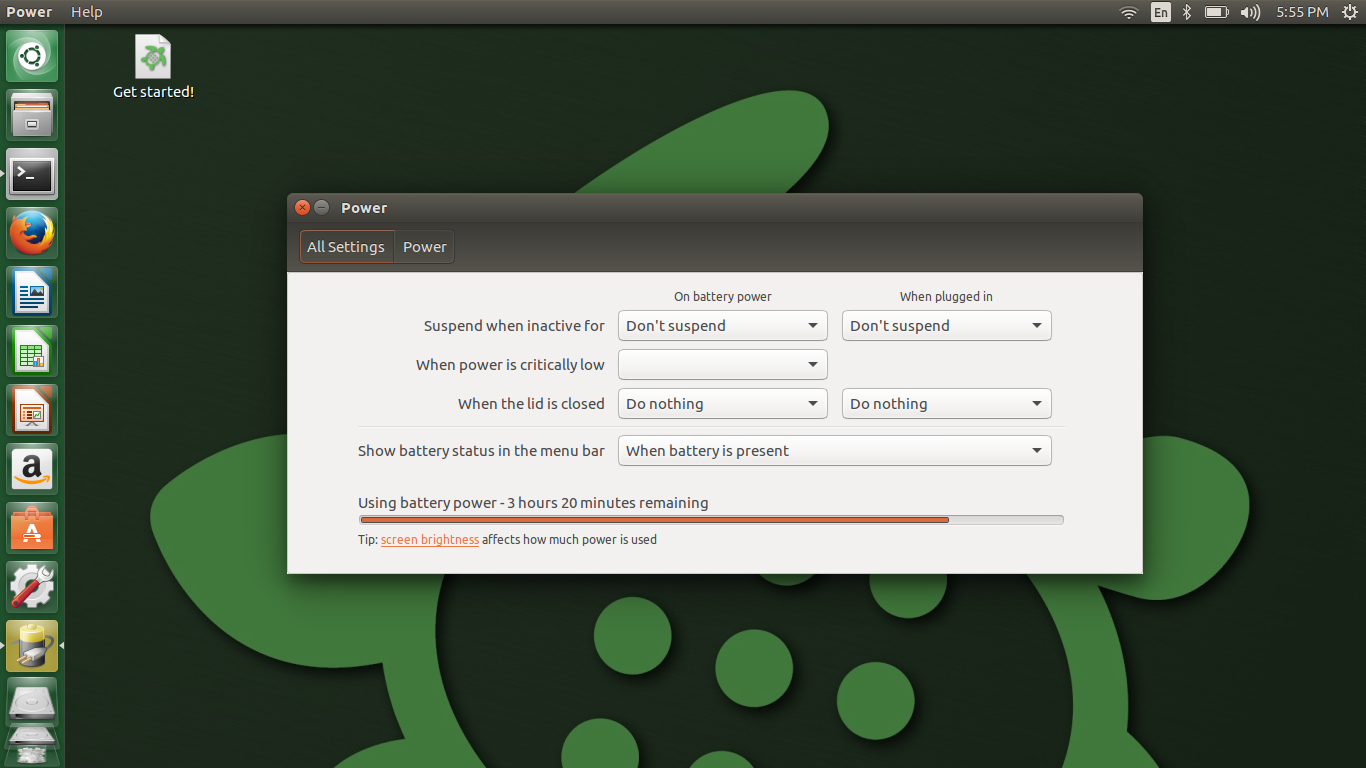 Power Help
En
5:55 PM
Get started!
Power
All Settings Power
On battery power When plugged in
Suspend when inactive for Don't suspend Don't suspend
When power is critically low
When the lid is closed Do nothing Do nothing
Show battery status in the menu bar When battery is present
Using battery power - 3 hours 20 minutes remaining
Tip: screen brightness affects how much power is used